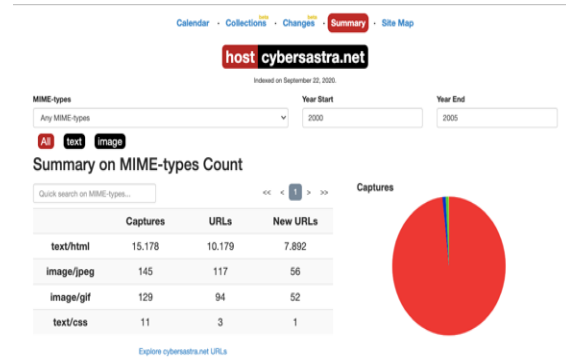 Calendar · Collections beta · Changes beta · Summary · Site Map
host cybersastra.net
Indexed on September 22, 2020.
MIME-types Year Start Year End
Any MIME-types 2000 2005
All text image
Summary on MIME-types Count
Quick search on MIME-types... << < 1 > >> Captures
Captures URLs New URLs
text/html 15.178 10.179 7.892
image/jpeg 145 117 56
image/gif 129 94 52
text/css 11 3 1
Explore cybersastra.net URLs